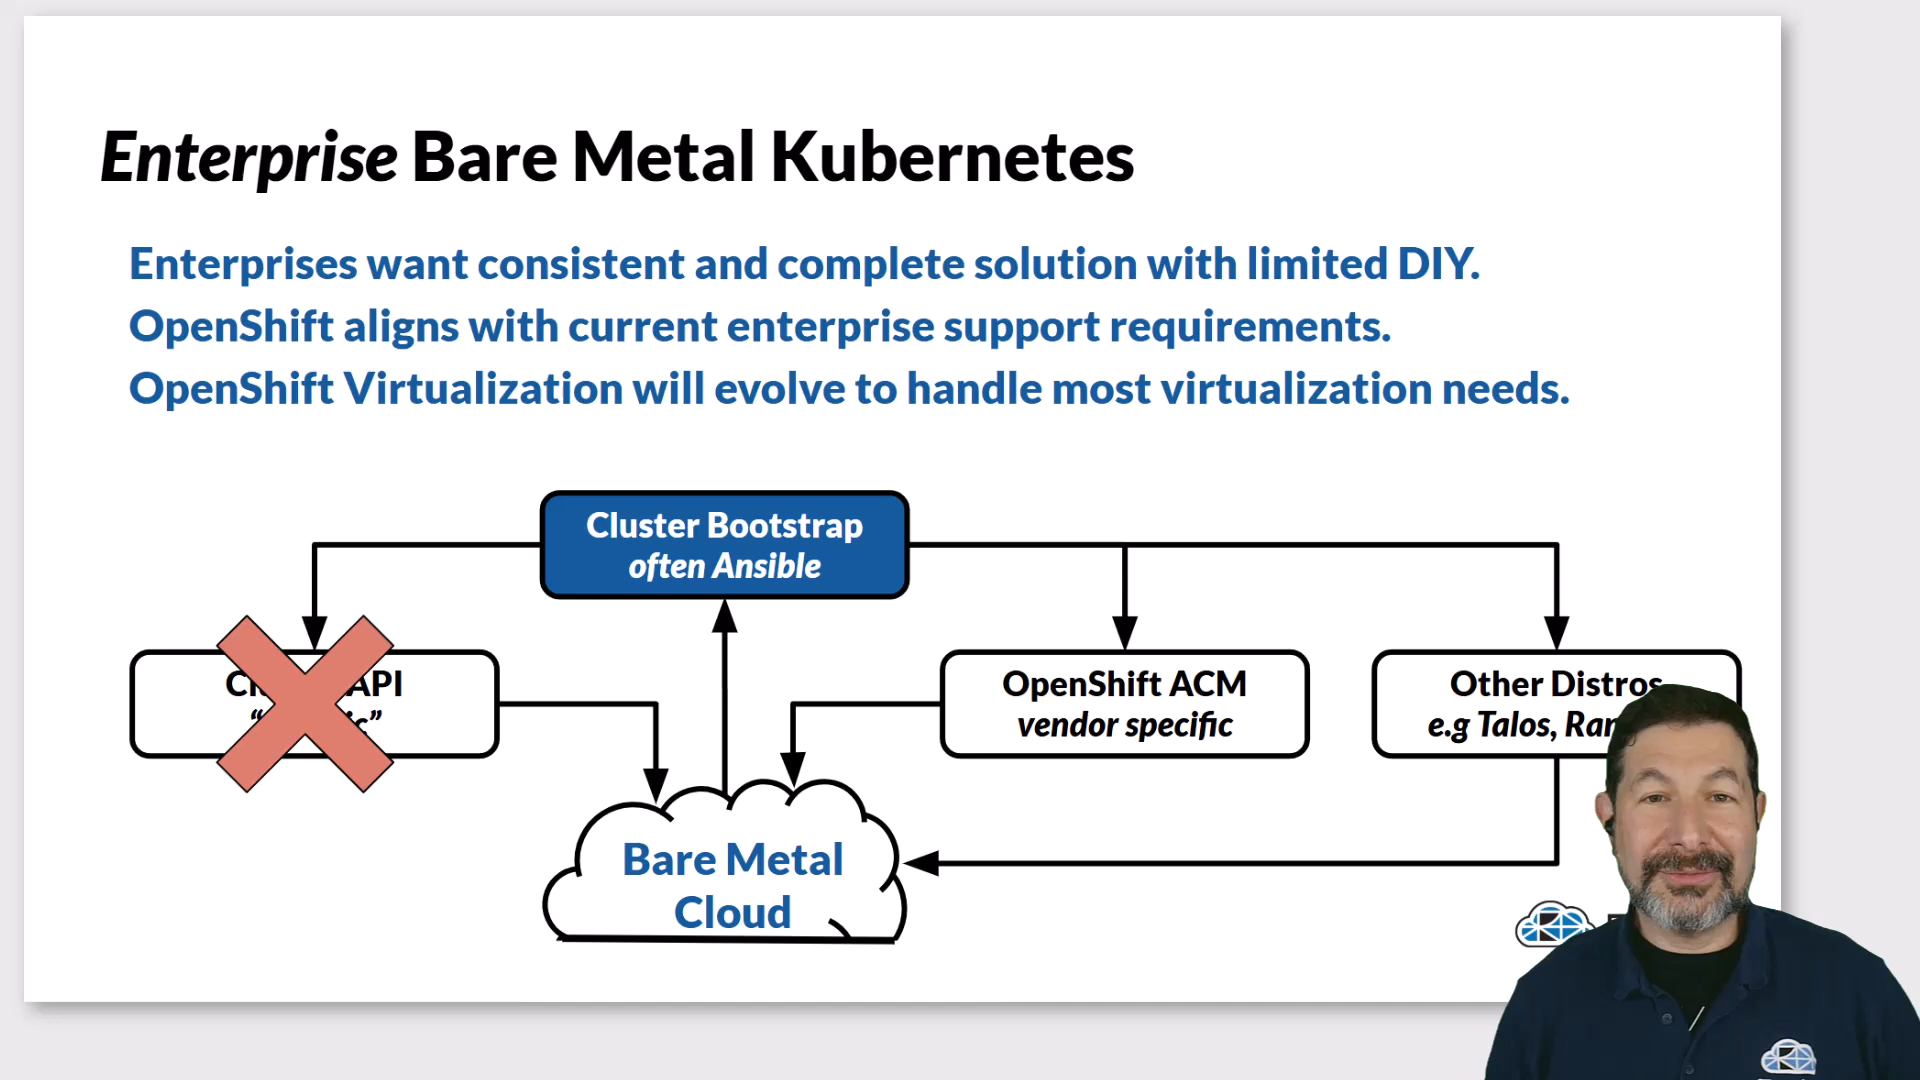 Enterprise Bare Metal Kubernetes
Enterprises want consistent and complete solution with limited DIY.
OpenShift aligns with current enterprise support requirements.
OpenShift Virtualization will evolve to handle most virtualization needs.
Cluster Bootstrap
often Ansible
API
OpenShift ACM
vendor specific
Other Distros
e.g Talos,
Bare Metal
Cloud